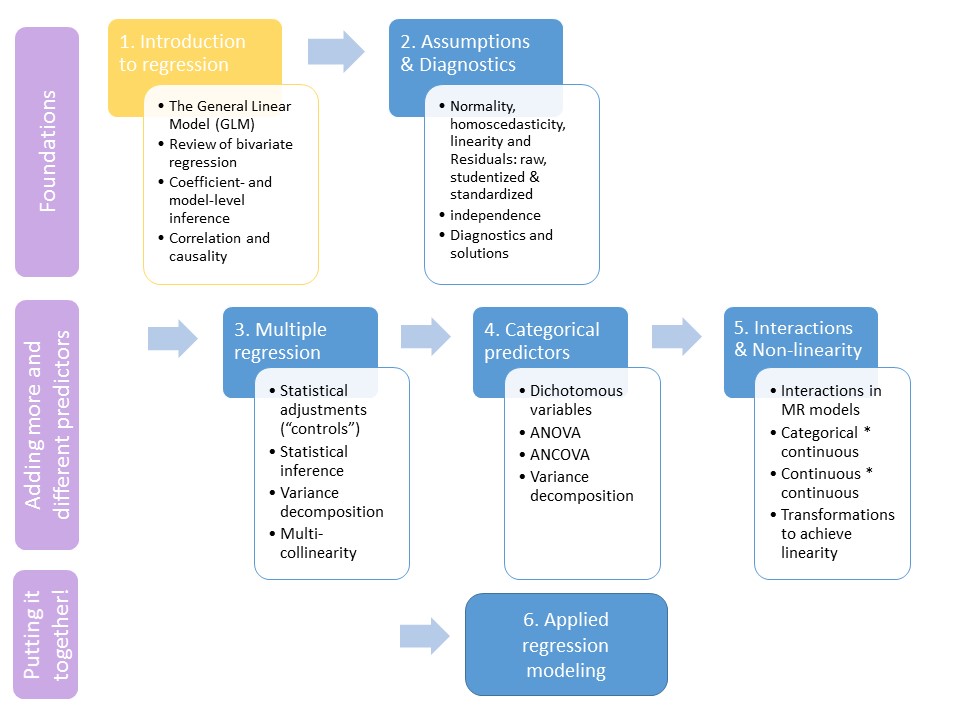 Foundations
1. Introduction
to regression
• The General Linear
Model (GLM)
• Review of bivariate
regression
• Coefficient- and
model-level
inference
• Correlation and
causality
2. Assumptions
& Diagnostics
• Normality,
homoscedasticity,
linearity and
Residuals: raw,
studentized &
standardized
• independence
• Diagnostics and
solutions
Adding more and
different predictors
3. Multiple
regression
• Statistical
adjustments
(“controls”)
• Statistical
inference
• Variance
decomposition
• Multi-
collinearity
4. Categorical
predictors
• Dichotomous
variables
• ANOVA
• ANCOVA
• Variance
decomposition
5. Interactions
& Non-linearity
• Interactions in
MR models
• Categorical *
continuous
• Continuous *
continuous
• Transformations
to achieve
linearity
Putting it
together!
6. Applied
regression
modeling